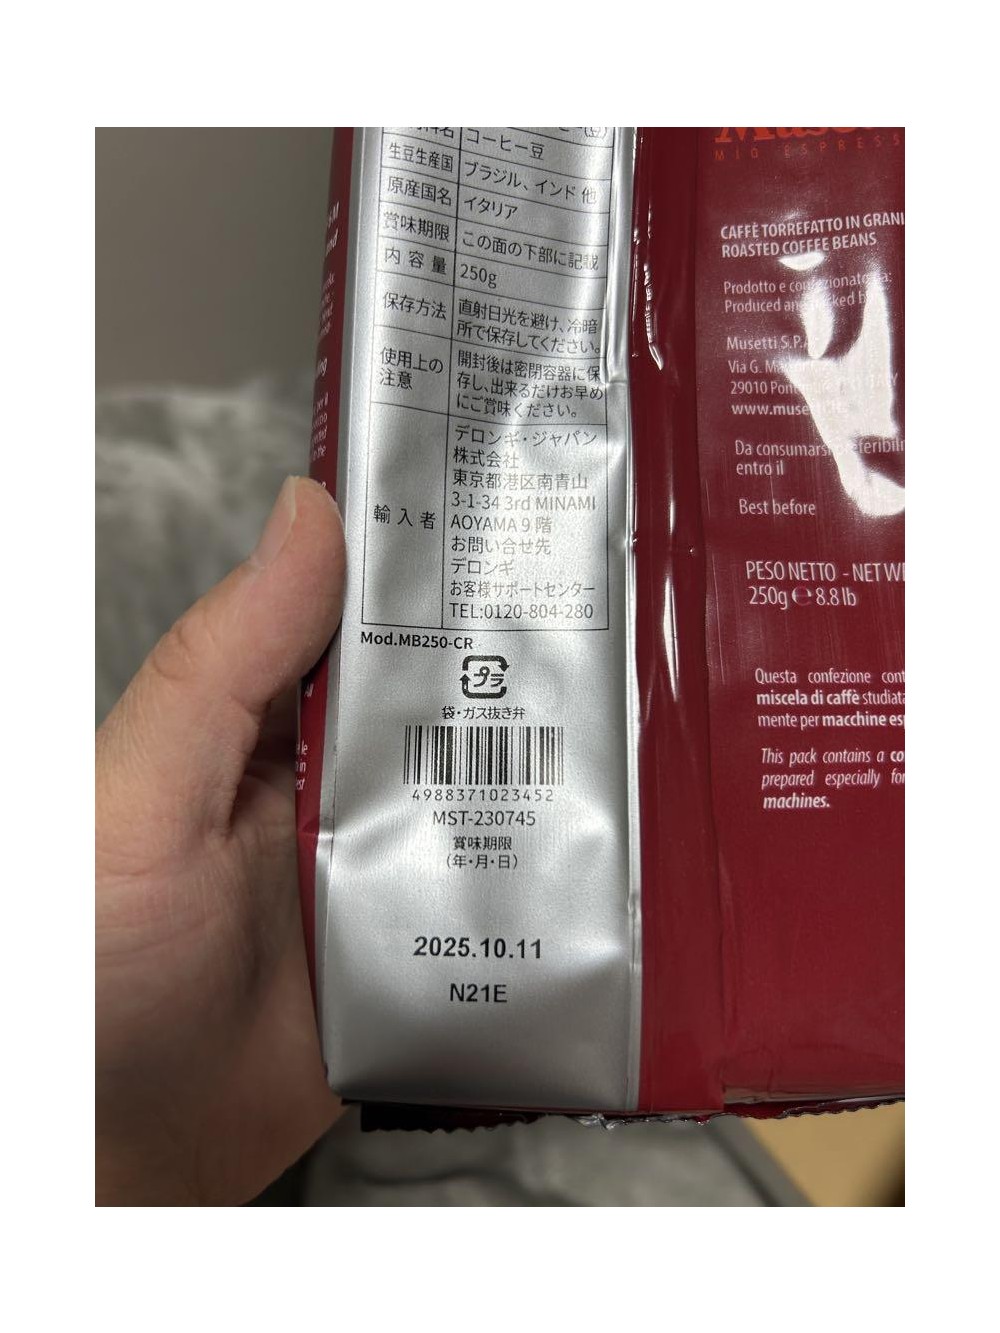 コーヒー豆
生豆生産国 ブラジル、インド 他
原産国名 イタリア
賞味期限 この面の下部に記載
内容量 250g
保存方法 直射日光を避け、冷暗
所で保存してください。
使用上の
注意
開封後は密閉容器に保
存し、出来るだけお早め
にご賞味ください。
輸入者
デロンギ・ジャパン
株式会社
東京都港区南青山
3-1-34 3rd MINAMI
AOYAMA 9 階
お問い合せ先
デロンギ
お客様サポートセンター
TEL:0120-804-280
Mod.MB250-CR
プラ
袋・ガス抜き弁
4988371023452
MST-230745
賞味期限
(年・月・日)
2025.10.11
N21E
MIO ESPRESS
CAFFÈ TORREFATTO IN GRANI
ROASTED COFFEE BEANS
Prodotto e
Produced
Musetti S.P.A.
Via G.
29010
www.muse
Da consumarsi
entro il
Best before
PESO NETTO - NET WE
250g e 8.8 lb
Questa confezione cont
miscela di caffè studiata
mente per macchine es
This pack contains a co
prepared especially for
machines.